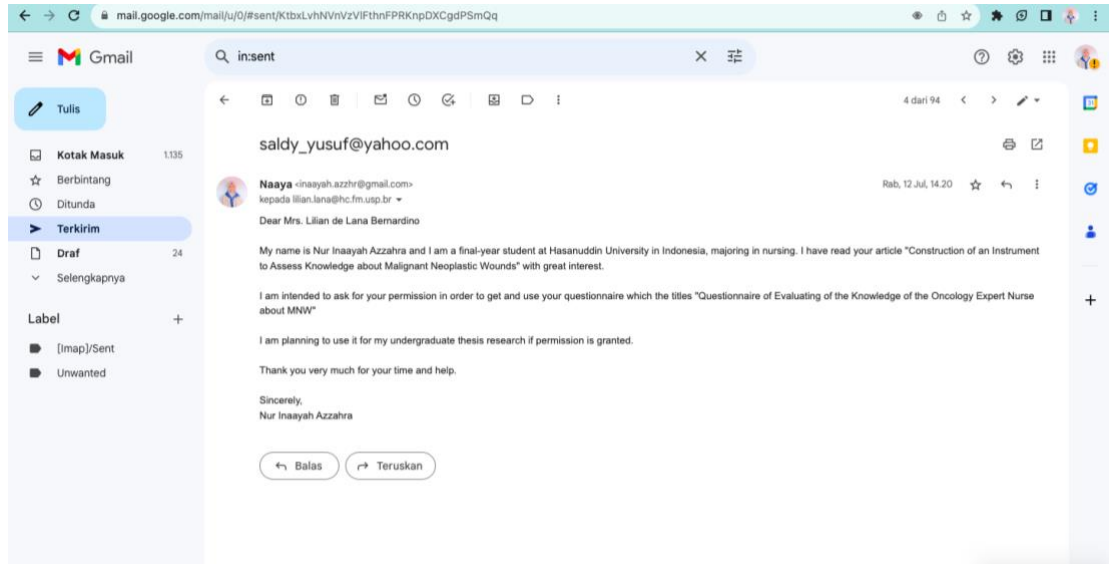 mail.google.com/mail/u/0/#sent/KtbxLvhNVnVzVlFthnFPRKnpDXCgdPSmQq
Gmail
in:sent
Tulis
4 dari 94
Kotak Masuk 1.135
Berbintang
Ditunda
Terkirim
Draf 24
Selengkapnya
Label
[Imap]/Sent
Unwanted
saldy_yusuf@yahoo.com
Naaya <inaayah.azzhr@gmail.com>
Rab, 12 Jul, 14.20
kepada lilian.lana@hc.fm.usp.br
Dear Mrs. Lilian de Lana Bernardino
My name is Nur Inaayah Azzahra and I am a final-year student at Hasanuddin University in Indonesia, majoring in nursing. I have read your article "Construction of an Instrument
to Assess Knowledge about Malignant Neoplastic Wounds" with great interest.
I am intended to ask for your permission in order to get and use your questionnaire which the titles "Questionnaire of Evaluating of the Knowledge of the Oncology Expert Nurse
about MNW"
I am planning to use it for my undergraduate thesis research if permission is granted.
Thank you very much for your time and help.
Sincerely,
Nur Inaayah Azzahra
Balas
Teruskan